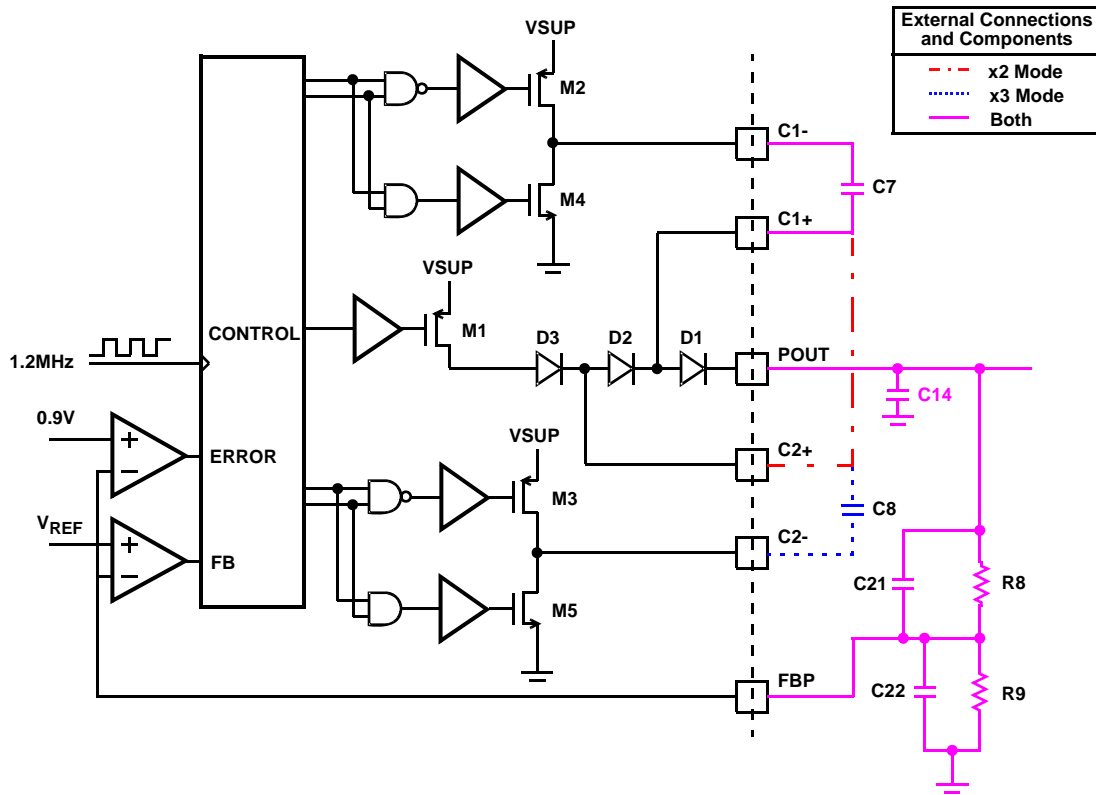 External Connections
and Components
x2 Mode
x3 Mode
Both
VSUP
M2
C1-
C7
M4
C1+
VSUP
M1
CONTROL
D3
D2
D1
POUT
1.2MHz
C14
0.9V
VSUP
C2+
ERROR
M3
C8
VREF
C2-
FB
C21
R8
M5
FBP
C22
R9